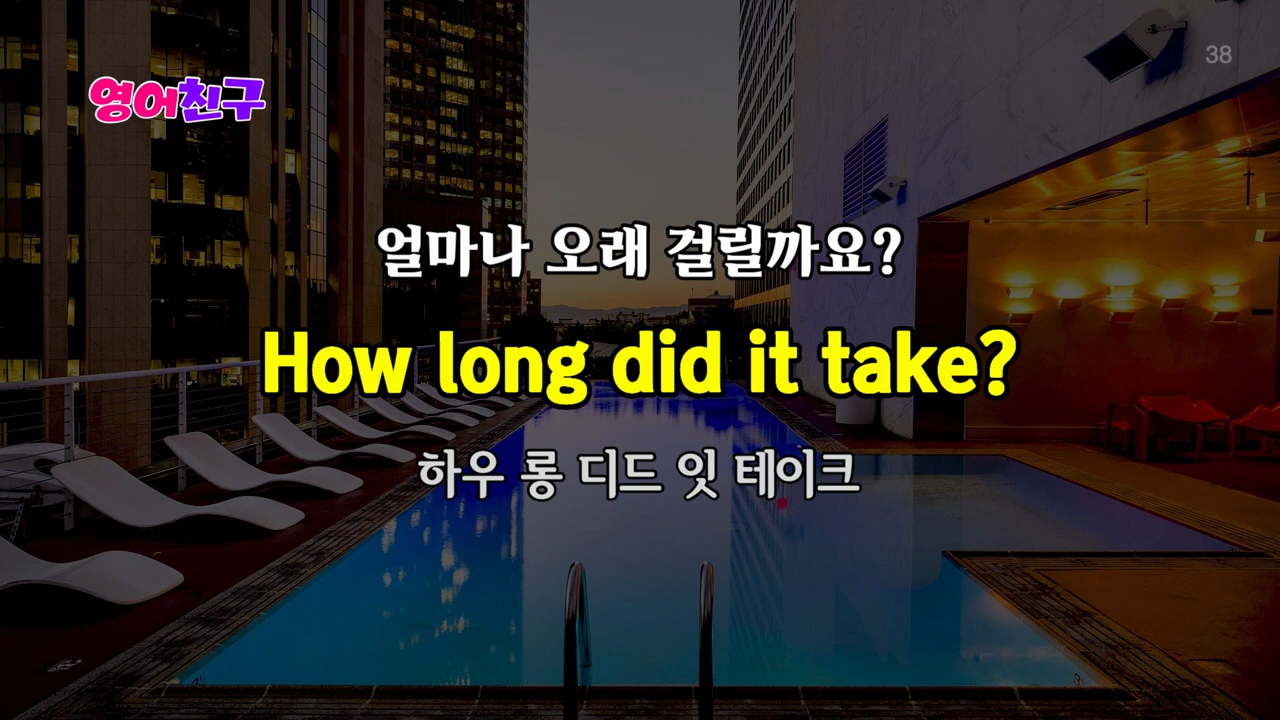 영어친구
38
얼마나 오래 걸릴까요?
How long did it take?
하우 롱 디드 잇 테이크